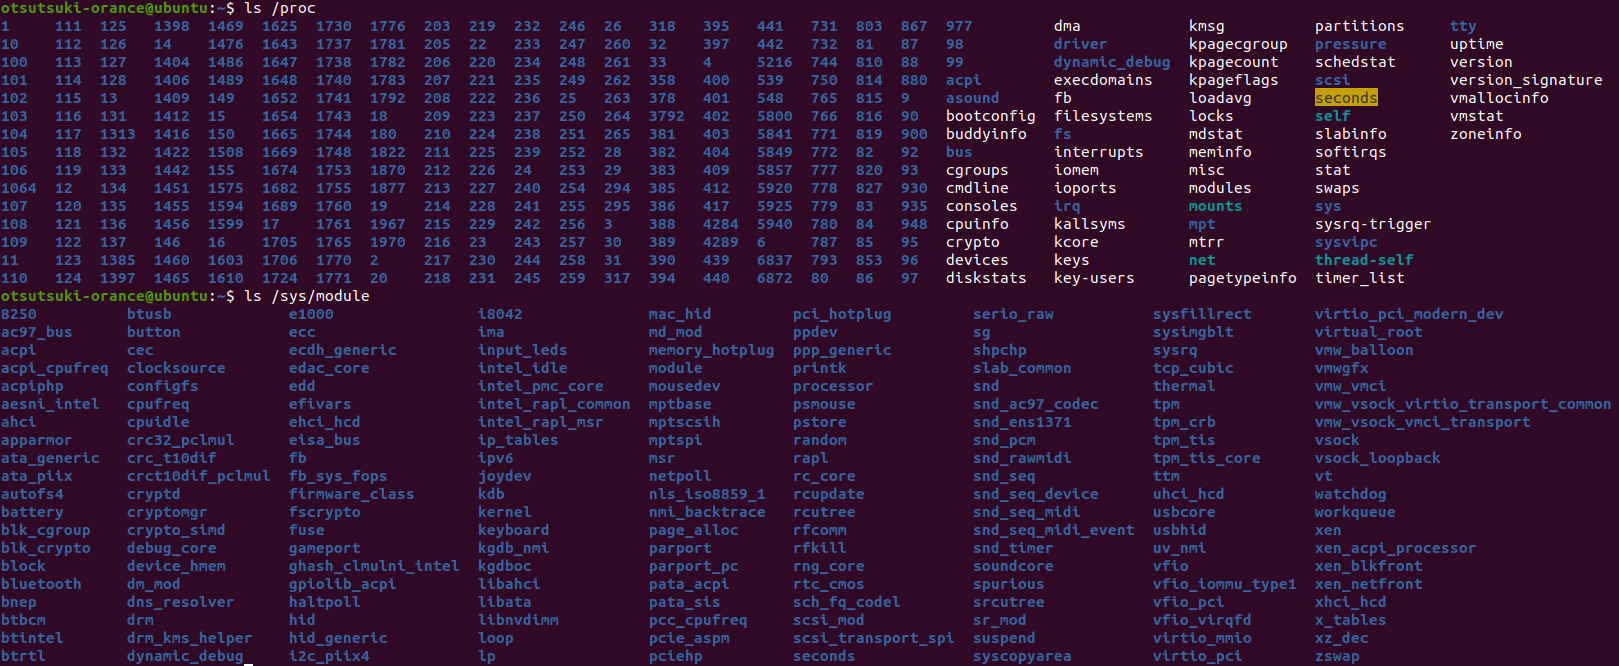 otsutsuki-orance@ubuntu:~$ ls /proc
1 111 125 1398 1469 1625 1730 1776 203 219 232 246 26 318 395 441 731 803 867 977 dma kmsg partitions tty
10 112 126 14 1476 1643 1737 1781 205 22 233 247 260 32 397 442 732 81 87 98 driver kpagecgroup pressure uptime
100 113 127 1404 1486 1647 1738 1782 206 220 234 248 261 33 4 5216 744 810 88 99 dynamic_debug kpagecount schedstat version
101 114 128 1406 1489 1648 1740 1783 207 221 235 249 262 358 400 539 750 814 880 acpi execdomains kpageflags scsi version_signature
102 115 13 1409 149 1652 1741 1792 208 222 236 25 263 378 401 548 765 815 9 asound fb loadavg seconds vmallocinfo
103 116 131 1412 15 1654 1743 18 209 223 237 250 264 3792 402 5800 766 816 90 bootconfig filesystems locks self vmstat
104 117 1313 1416 150 1665 1744 180 210 224 238 251 265 381 403 5841 771 819 900 buddyinfo fs mdstat slabinfo zoneinfo
105 118 132 1422 1508 1669 1748 1822 211 225 239 252 28 382 404 5849 772 82 92 bus interrupts meminfo softirqs
106 119 133 1442 155 1674 1753 1870 212 226 24 253 29 383 409 5857 777 820 93 cgroups iomem misc stat
1064 12 134 1451 1575 1682 1755 1877 213 227 240 254 294 385 412 5920 778 827 930 cmdline ioports modules swaps
107 120 135 1455 1594 1689 1760 19 214 228 241 255 295 386 417 5925 779 83 935 consoles irq mounts sys
108 121 136 1456 1599 17 1761 1967 215 229 242 256 3 388 4284 5940 780 84 948 cpuinfo kallsyms mpt sysrq-trigger
109 122 137 146 16 1705 1765 1970 216 23 243 257 30 389 4289 6 787 85 95 crypto kcore mtrr sysvipc
11 123 1385 1460 1603 1706 1770 2 217 230 244 258 31 390 439 6837 793 853 96 devices keys net thread-self
110 124 1397 1465 1610 1724 1771 20 218 231 245 259 317 394 440 6872 80 86 97 diskstats key-users pagetypeinfo timer_list
otsutsuki-orance@ubuntu:~$ ls /sys/module
8250 btusb e1000 i8042 mac_hid pci_hotplug serio_raw sysfillrect virtio_pci_modern_dev
ac97_bus button ecc ima md_mod ppdev sg sysimgblt virtual_root
acpi cec ecdh_generic input_leds memory_hotplug ppp_generic shpchp sysrq vmw_balloon
acpi_cpufreq clocksource edac_core intel_idle module printk slab_common tcp_cubic vmwgfx
acpiphp configfs edd intel_pmc_core mousedev processor snd thermal vmw_vmci
aesni_intel cpufreq efivars intel_rapl_common mptbase psmouse snd_ac97_codec tpm vmw_vsock_virtio_transport_common
ahci cpuidle ehci_hcd intel_rapl_msr mptscsih pstore snd_ens1371 tpm_crb vmw_vsock_vmci_transport
apparmor crc32_pclmul eisa_bus ip_tables mptspi random snd_pcm tpm_tis vsock
ata_generic crc_t10dif fb ipv6 msr rapl snd_rawmidi tpm_tis_core vsock_loopback
ata_piix crct10dif_pclmul fb_sys_fops joydev netpoll rc_core snd_seq ttm vt
autofs4 cryptd firmware_class kdb nls_iso8859_1 rcupdate snd_seq_device uhci_hcd watchdog
battery cryptomgr fscrypto kernel nmi_backtrace rcutree snd_seq_midi usbcore workqueue
blk_cgroup crypto_simd fuse keyboard page_alloc rfcomm snd_seq_midi_event usbhid xen
blk_crypto debug_core gameport kgdb_nmi parport rfkill snd_timer uv_nmi xen_acpi_processor
block device_hmem ghash_clmulni_intel kgdboc parport_pc rng_core soundcore vfio xen_blkfront
bluetooth dm_mod gpiolib_acpi libahci pata_acpi rtc_cmos spurious vfio_iommu_type1 xen_netfront
bnep dns_resolver haltpoll libata pata_sis sch_fq_codel srcutree vfio_pci xhci_hcd
btbcm drm hid libnvdimm pcc_cpufreq scsi_mod sr_mod vfio_virqfd x_tables
btintel drm_kms_helper hid_generic loop pcie_aspm scsi_transport_spi suspend virtio_mmio xz_dec
btrtl dynamic_debug i2c_piix4 lp pciehp seconds syscopyarea virtio_pci zswap